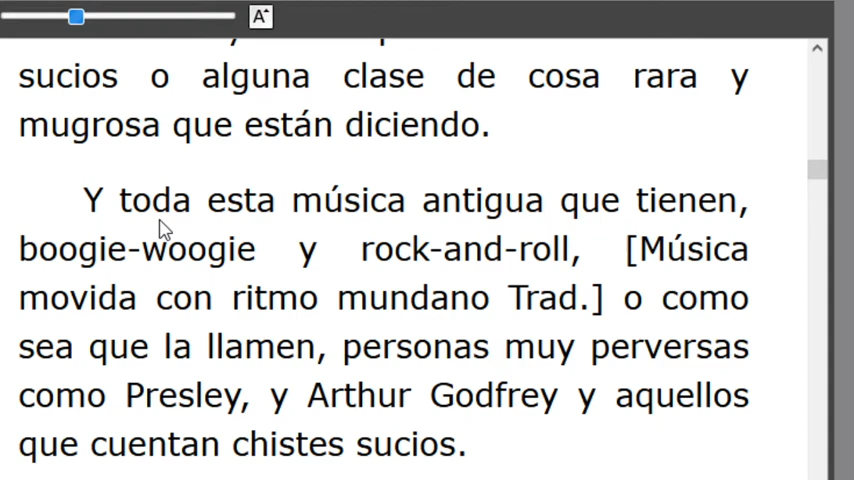 A
sucios o alguna clase de cosa rara y
mugrosa que están diciendo.
Y toda esta música antigua que tienen,
boogie-woogie y rock-and-roll, [Música
movida con ritmo mundano Trad.] o como
sea que la llamen, personas muy perversas
como Presley, y Arthur Godfrey y aquellos
que cuentan chistes sucios.